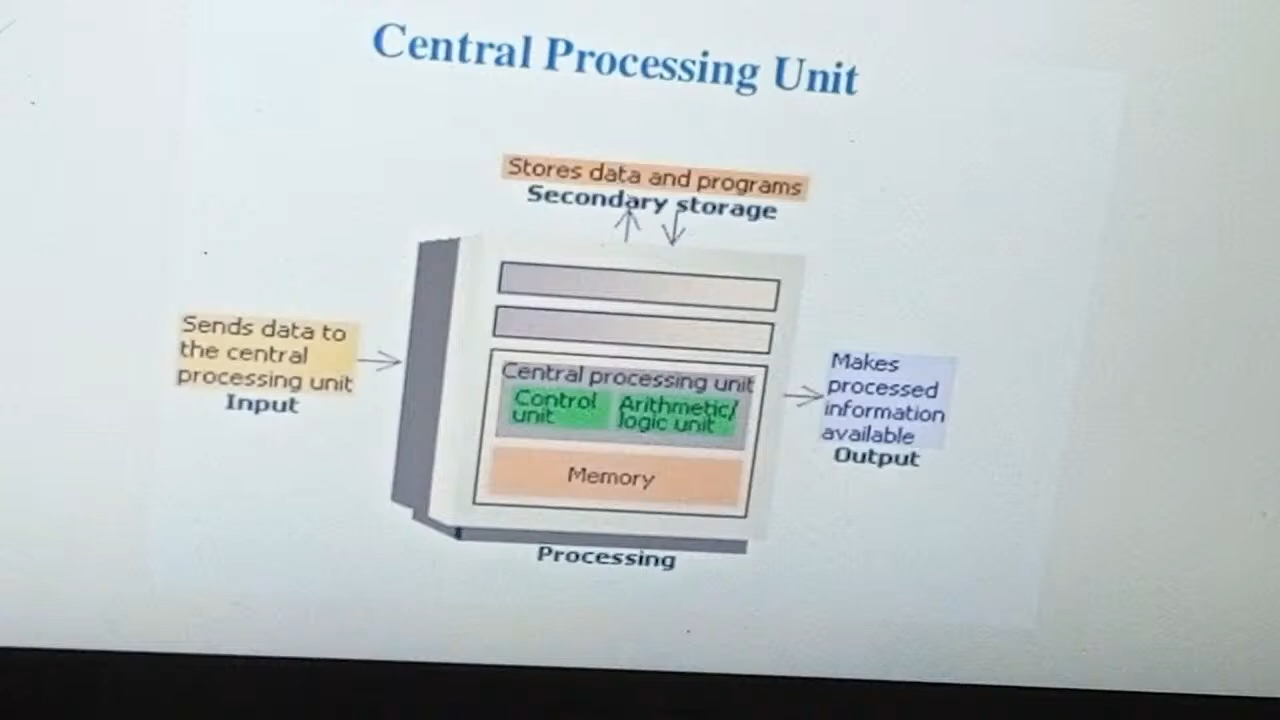 Central Processing Unit
Stores data and programs
Secondary storage
Sends data to
the central
processing unit
Input
Central processing unit
Control
unit
Arithmetic/
logic unit
Memory
Processing
Makes
processed
information
available
Output